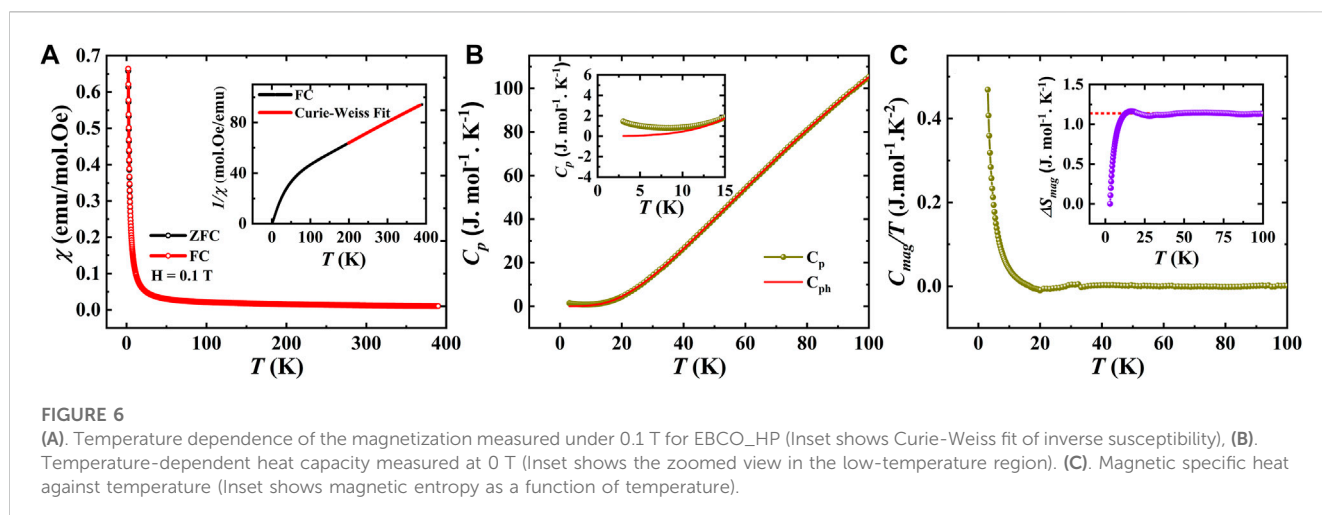 A
χ (emu/mol.Oe)
0.7
0.6
0.5
0.4
0.3
0.2
0.1
0.0
0 100 200 300 400
T (K)
ZFC
FC
H = 0.1 T
1/χ (mol.Oe/emu)
80
40
0
0 100 200 300 400
T (K)
FC
Curie-Weiss Fit
B
Cp (J. mol-1. K-1)
100
80
60
40
20
0
0 20 40 60 80 100
T (K)
Cp
Cph
Cp (J. mol-1. K-1)
6
4
2
0
-2
-4
0 5 10 15
T (K)
C
Cmag/T (J.mol-1.K-2)
0.4
0.2
0.0
0 20 40 60 80 100
T (K)
ΔSmag (J. mol-1. K-1)
1.5
1.0
0.5
0.0
0 25 50 75 100
T (K)
FIGURE 6
(A). Temperature dependence of the magnetization measured under 0.1 T for EBCO_HP (Inset shows Curie-Weiss fit of inverse susceptibility), (B).
Temperature-dependent heat capacity measured at 0 T (Inset shows the zoomed view in the low-temperature region). (C). Magnetic specific heat
against temperature (Inset shows magnetic entropy as a function of temperature).